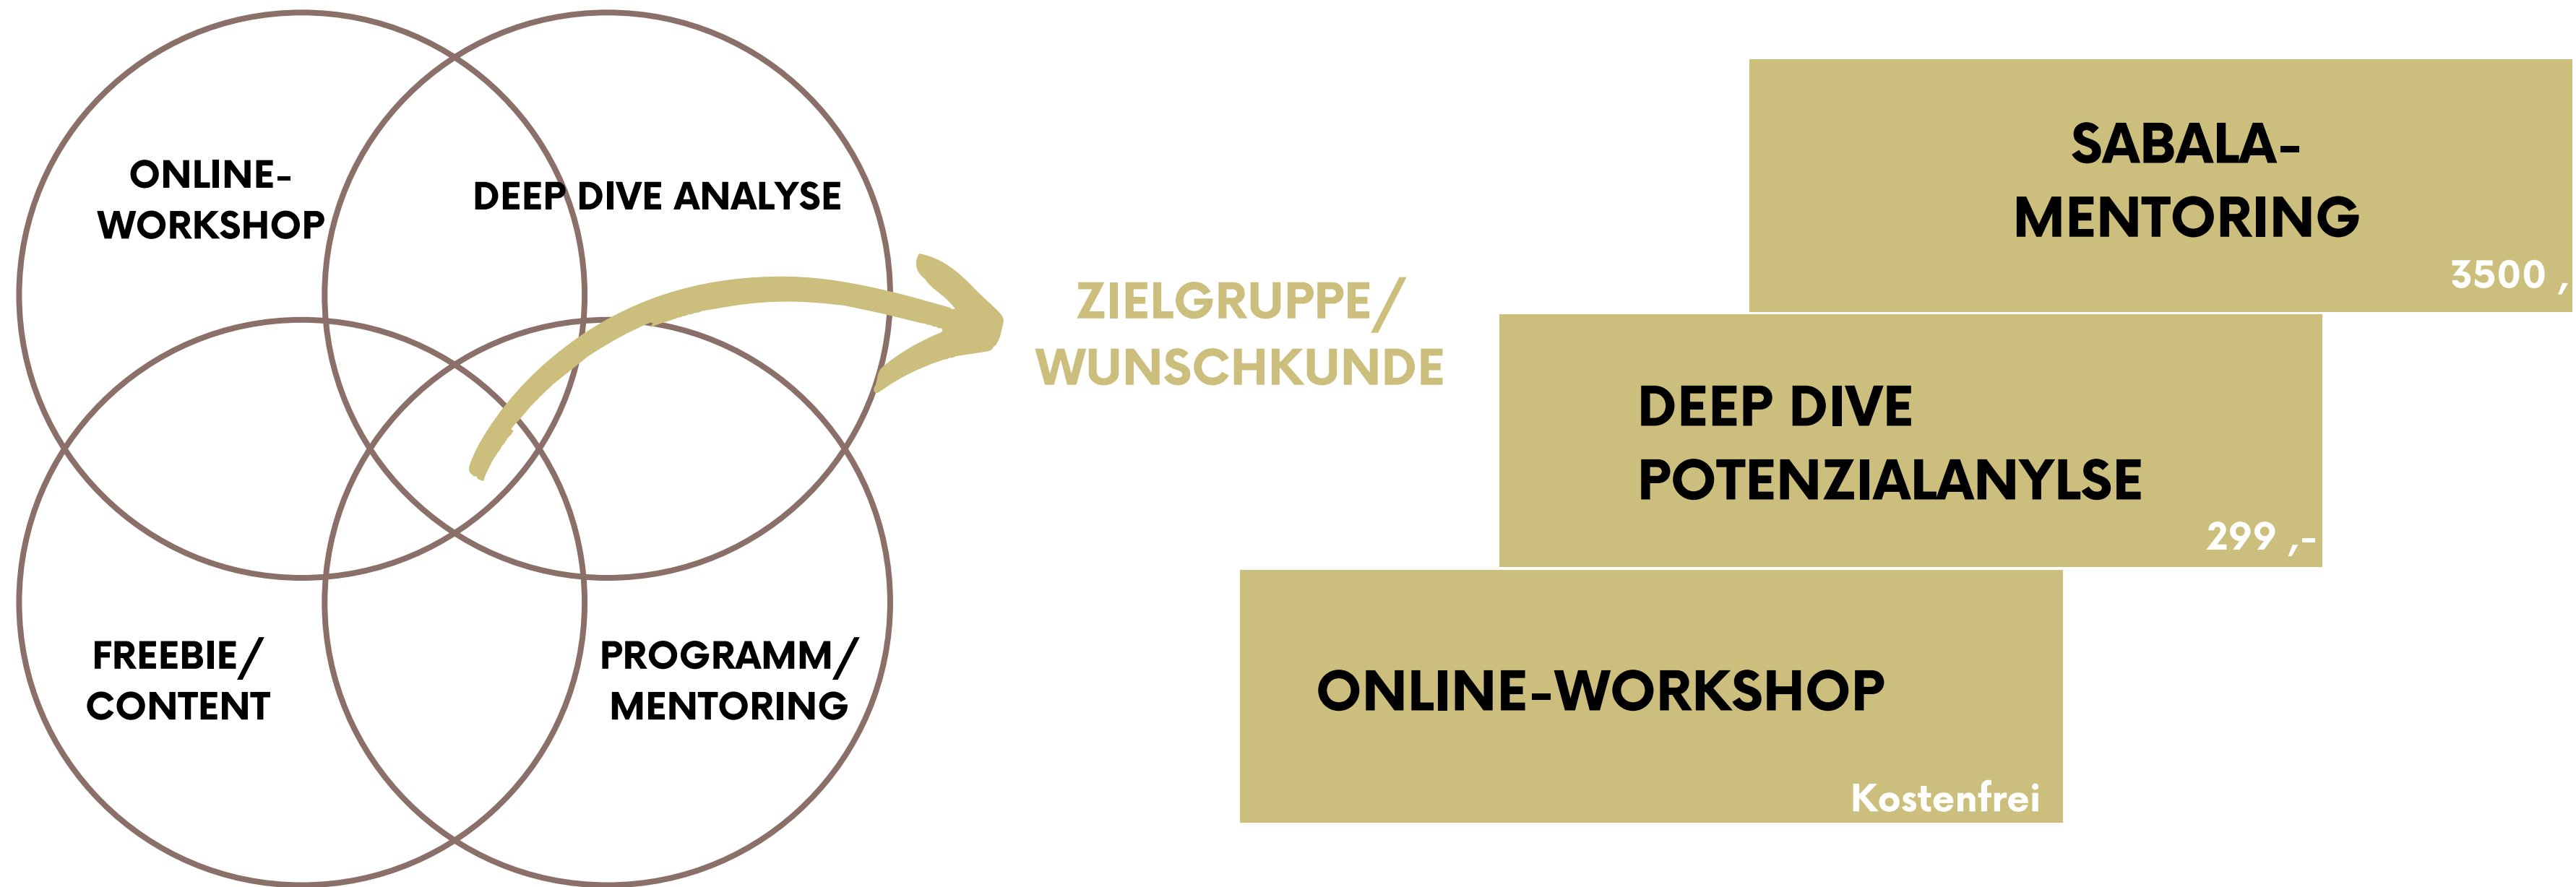 ONLINE-
WORKSHOP
DEEP DIVE ANALYSE
FREEBIE/
CONTENT
PROGRAMM/
MENTORING
ZIELGRUPPE/
WUNSCHKUNDE
SABALA-
MENTORING
3500 ,
DEEP DIVE
POTENZIALANYLSE
299 ,-
ONLINE-WORKSHOP
Kostenfrei